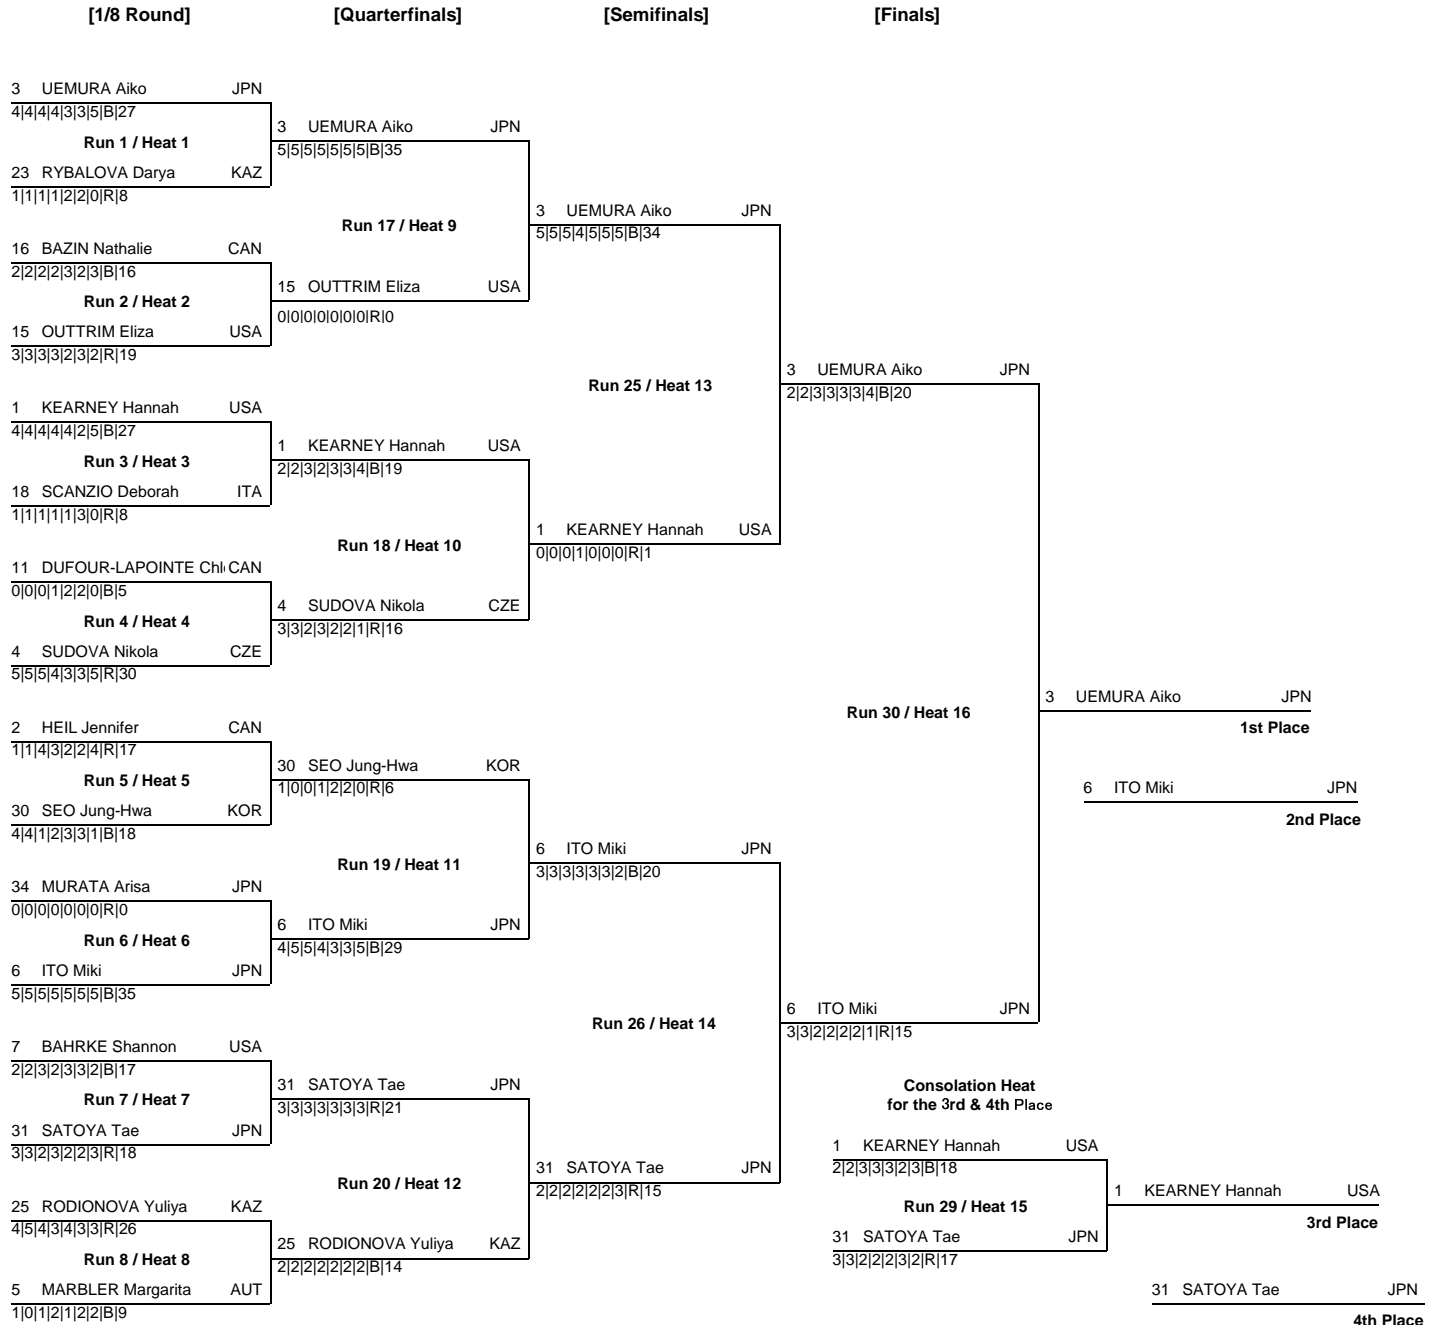 [1/8 Round] [Quarterfinals] [Semifinals] [Finals]
3 UEMURA Aiko JPN
4|4|4|4|3|3|5|B|27
Run 1 / Heat 1
23 RYBALOVA Darya KAZ
1|1|1|1|2|2|0|R|8
16 BAZIN Nathalie CAN
2|2|2|2|3|2|3|B|16
Run 2 / Heat 2
15 OUTTRIM Eliza USA
3|3|3|3|2|3|2|R|19
1 KEARNEY Hannah USA
4|4|4|4|4|2|5|B|27
Run 3 / Heat 3
18 SCANZIO Deborah ITA
1|1|1|1|1|3|0|R|8
11 DUFOUR-LAPOINTE Chl CAN
0|0|0|1|2|2|0|B|5
Run 4 / Heat 4
4 SUDOVA Nikola CZE
5|5|5|4|3|3|5|R|30
2 HEIL Jennifer CAN
1|1|4|3|2|2|4|R|17
Run 5 / Heat 5
30 SEO Jung-Hwa KOR
4|4|1|2|3|3|1|B|18
34 MURATA Arisa JPN
0|0|0|0|0|0|0|R|0
Run 6 / Heat 6
6 ITO Miki JPN
5|5|5|5|5|5|5|B|35
7 BAHRKE Shannon USA
2|2|3|2|3|3|2|B|17
Run 7 / Heat 7
31 SATOYA Tae JPN
3|3|2|3|2|2|3|R|18
25 RODIONOVA Yuliya KAZ
4|5|4|3|4|3|3|R|26
Run 8 / Heat 8
5 MARBLER Margarita AUT
1|0|1|2|1|2|2|B|9
3 UEMURA Aiko JPN
5|5|5|5|5|5|5|B|35
Run 17 / Heat 9
15 OUTTRIM Eliza USA
0|0|0|0|0|0|0|R|0
1 KEARNEY Hannah USA
2|2|3|2|3|3|4|B|19
Run 18 / Heat 10
4 SUDOVA Nikola CZE
3|3|2|3|2|2|1|R|16
30 SEO Jung-Hwa KOR
1|0|0|1|2|2|0|R|6
Run 19 / Heat 11
6 ITO Miki JPN
4|5|5|4|3|3|5|B|29
31 SATOYA Tae JPN
3|3|3|3|3|3|3|R|21
Run 20 / Heat 12
25 RODIONOVA Yuliya KAZ
2|2|2|2|2|2|2|B|14
3 UEMURA Aiko JPN
5|5|5|4|5|5|5|B|34
Run 25 / Heat 13
1 KEARNEY Hannah USA
0|0|0|1|0|0|0|R|1
6 ITO Miki JPN
3|3|3|3|3|3|2|B|20
Run 26 / Heat 14
31 SATOYA Tae JPN
2|2|2|2|2|2|3|R|15
3 UEMURA Aiko JPN
2|2|3|3|3|3|4|B|20
Run 30 / Heat 16
6 ITO Miki JPN
3|3|2|2|2|2|1|R|15
3 UEMURA Aiko JPN
1st Place
6 ITO Miki JPN
2nd Place
Consolation Heat
for the 3rd & 4th Place
1 KEARNEY Hannah USA
2|2|3|3|3|2|3|B|18
Run 29 / Heat 15
31 SATOYA Tae JPN
3|3|2|2|2|3|2|R|17
1 KEARNEY Hannah USA
3rd Place
31 SATOYA Tae JPN
4th Place